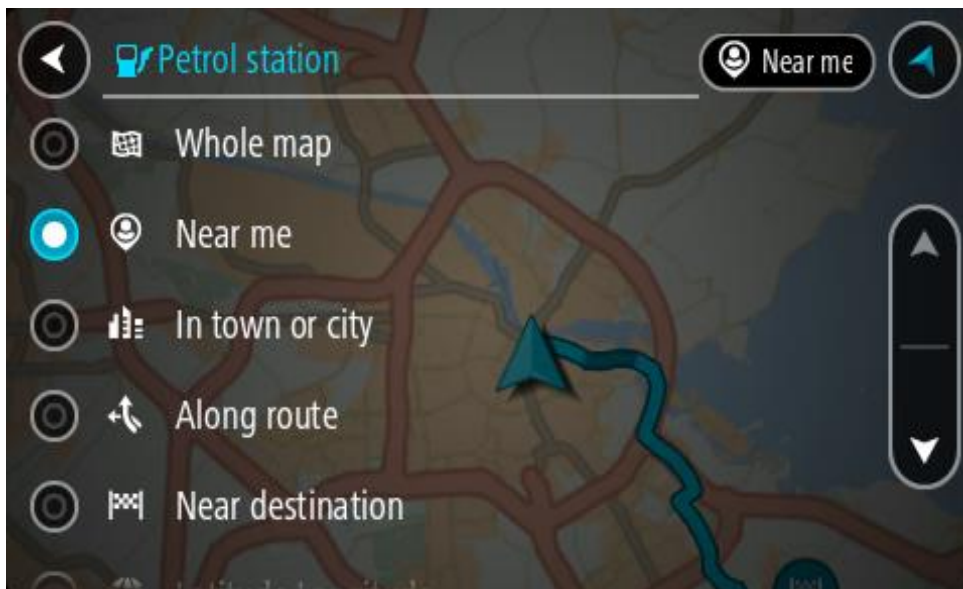 Petrol station
Near me
Whole map
Near me
In town or city
Along route
Near destination